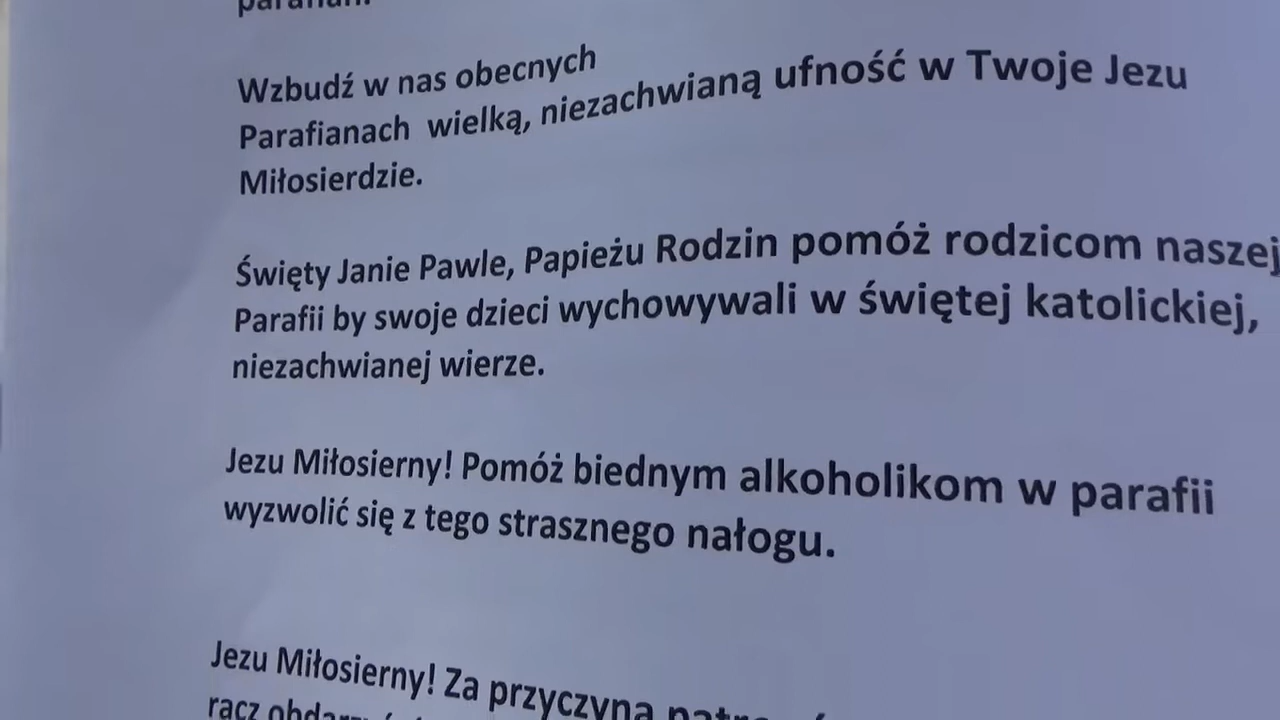 Wzbudź w nas obecnych
Parafianach wielką, niezachwianą ufność w Twoje Jezu
Miłosierdzie.
Święty Janie Pawle, Papieżu Rodzin pomóż rodzicom naszej
Parafii by swoje dzieci wychowywali w świętej katolickiej,
niezachwianej wierze.
Jezu Miłosierny! Pomóż biednym alkoholikom w parafii
wyzwolić się z tego strasznego nałogu.
Jezu Miłosierny! Za przyczyną
racz